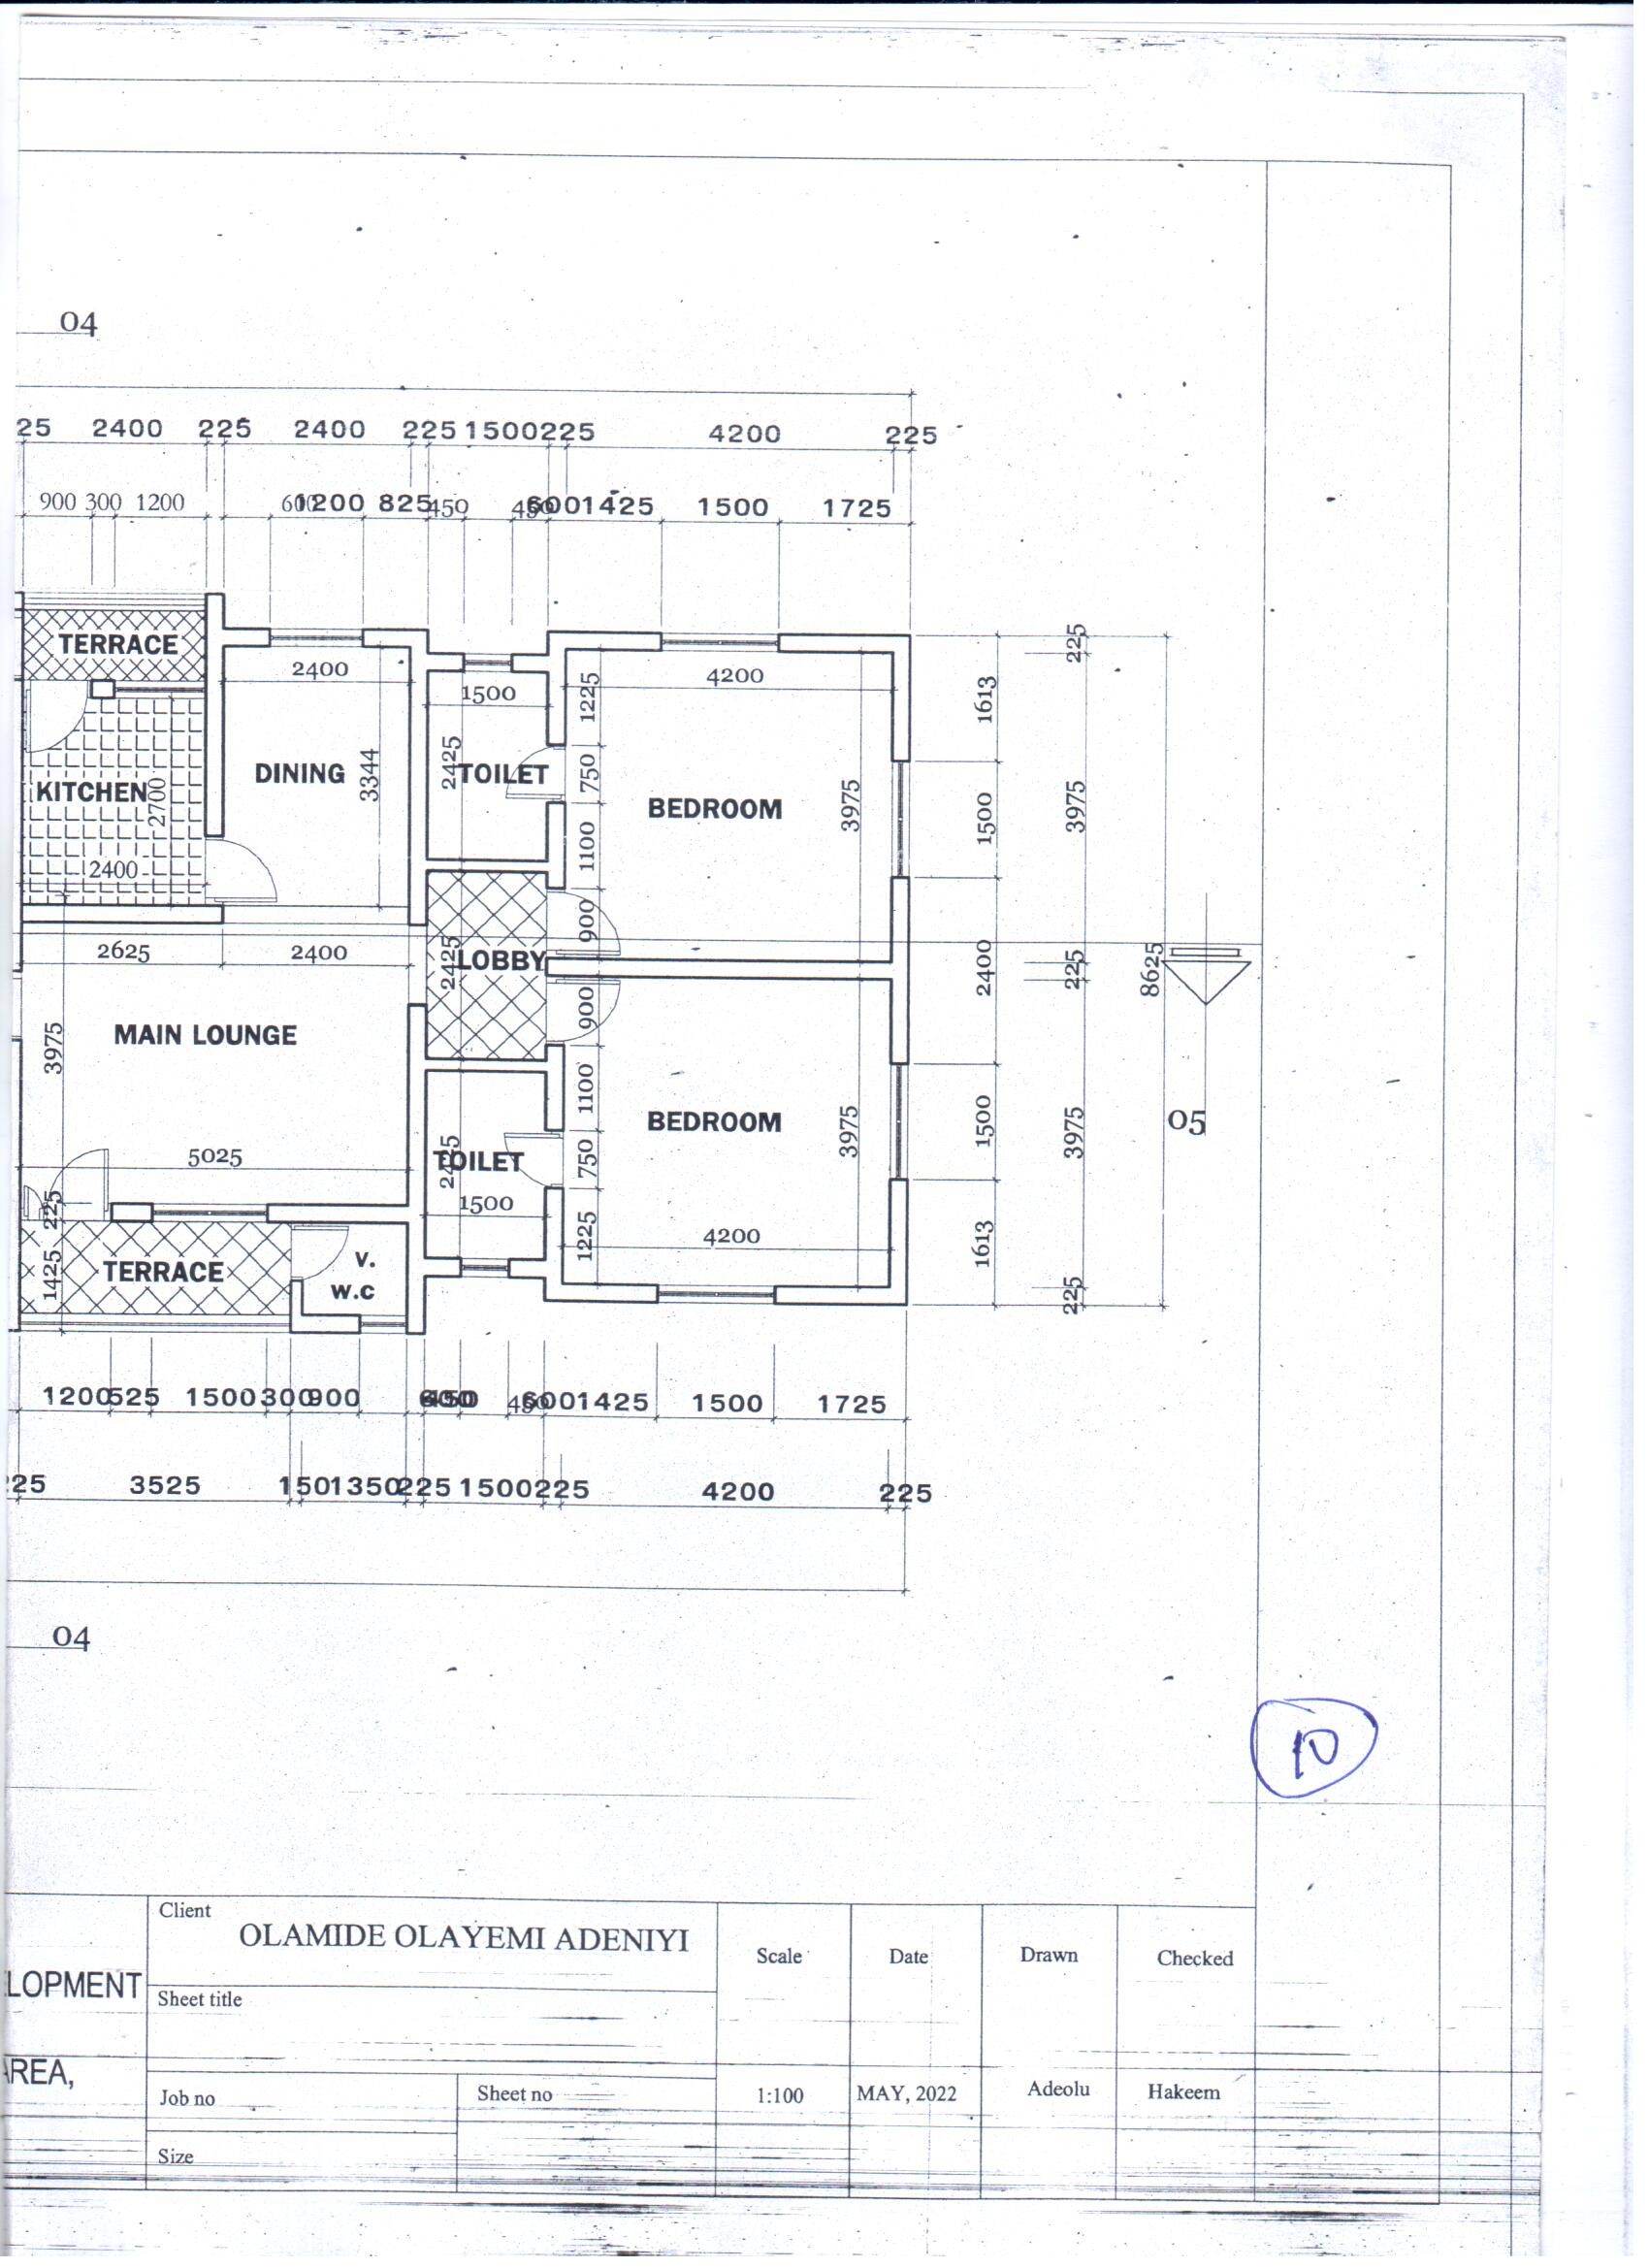 04
25 2400 225 2400 225 1500 225 4200 225
900 300 1200 600 1200 825 450 450 600 1425 1500 1725
225
TERRACE
2400
1500
4200
1225
1613
2425
TOILET
750
DINING
3344
KITCHEN
2700
BEDROOM
3975
1500
3975
1100
2400
900
2625
2400
2425
LOBBY
2400
225
8625
900
MAIN LOUNGE
3975
1100
BEDROOM
3975
1500
3975
05
5025
2425
TOILET
750
1500
225
1225
4200
1613
1425
TERRACE
V.
W.C
225
1200 525 1500 300 900 600 450 450 600 1425 1500 1725
225 3525 150 1350 225 1500 225 4200 225
04
10
Client
OLAMIDE OLAYEMI ADENIYI
Scale Date Drawn Checked
LOPMENT
Sheet title
AREA,
Job no Sheet no 1:100 MAY, 2022 Adeolu Hakeem
Size